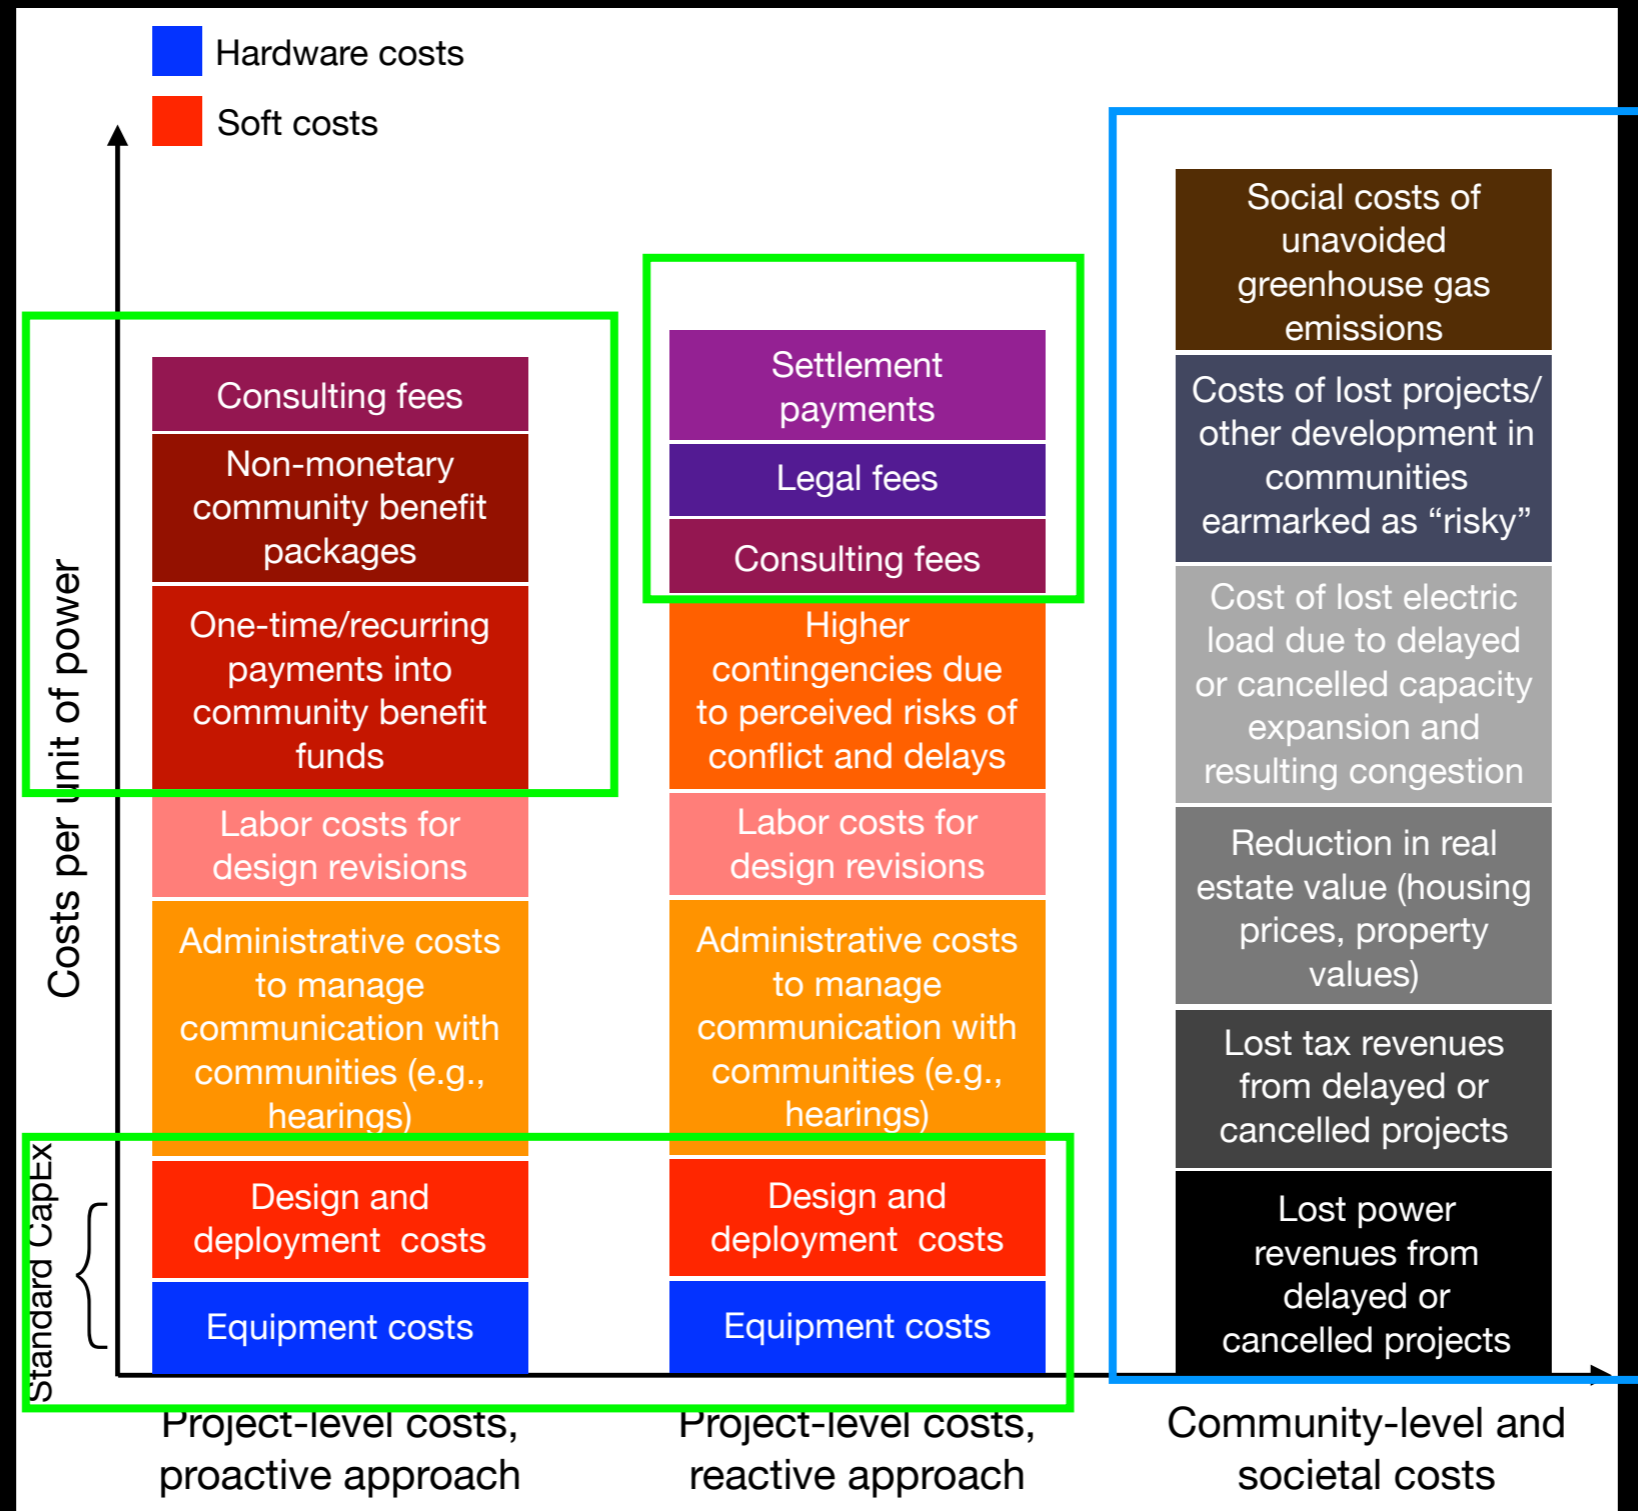 Hardware costs
Soft costs
Costs per unit of power
Standard CapEx
Consulting fees
Non-monetary
community benefit
packages
One-time/recurring
payments into
community benefit
funds
Labor costs for
design revisions
Administrative costs
to manage
communication with
communities (e.g.,
hearings)
Design and
deployment costs
Equipment costs
Project-level costs,
proactive approach
Settlement
payments
Legal fees
Consulting fees
Higher
contingencies due
to perceived risks of
conflict and delays
Labor costs for
design revisions
Administrative costs
to manage
communication with
communities (e.g.,
hearings)
Design and
deployment costs
Equipment costs
Project-level costs,
reactive approach
Social costs of
unavoided
greenhouse gas
emissions
Costs of lost projects/
other development in
communities
earmarked as “risky”
Cost of lost electric
load due to delayed
or cancelled capacity
expansion and
resulting congestion
Reduction in real
estate value (housing
prices, property
values)
Lost tax revenues
from delayed or
cancelled projects
Lost power
revenues from
delayed or
cancelled projects
Community-level and
societal costs